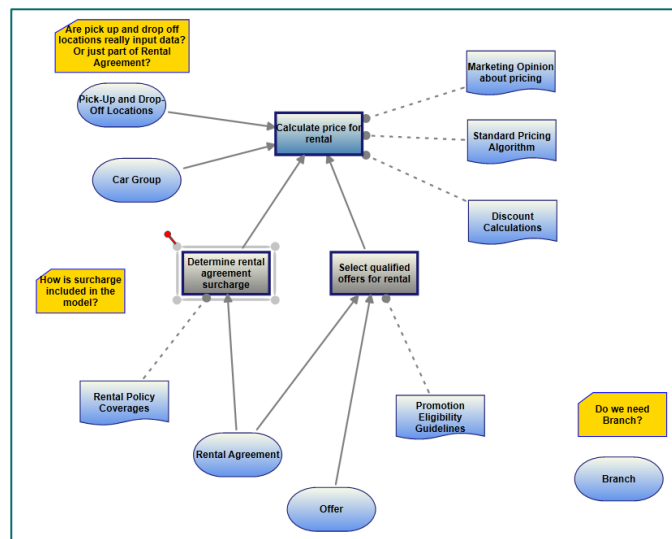 Are pick up and drop off
locations really input data?
Or just part of Rental
Agreement?
Marketing Opinion
about pricing
Pick-Up and Drop-
Off Locations
Calculate price for
rental
Standard Pricing
Algorithm
Car Group
Discount
Calculations
Determine rental
agreement
surcharge
Select qualified
offers for rental
How is surcharge
included in the
model?
Rental Policy
Coverages
Promotion
Eligibility
Guidelines
Do we need
Branch?
Rental Agreement
Branch
Offer